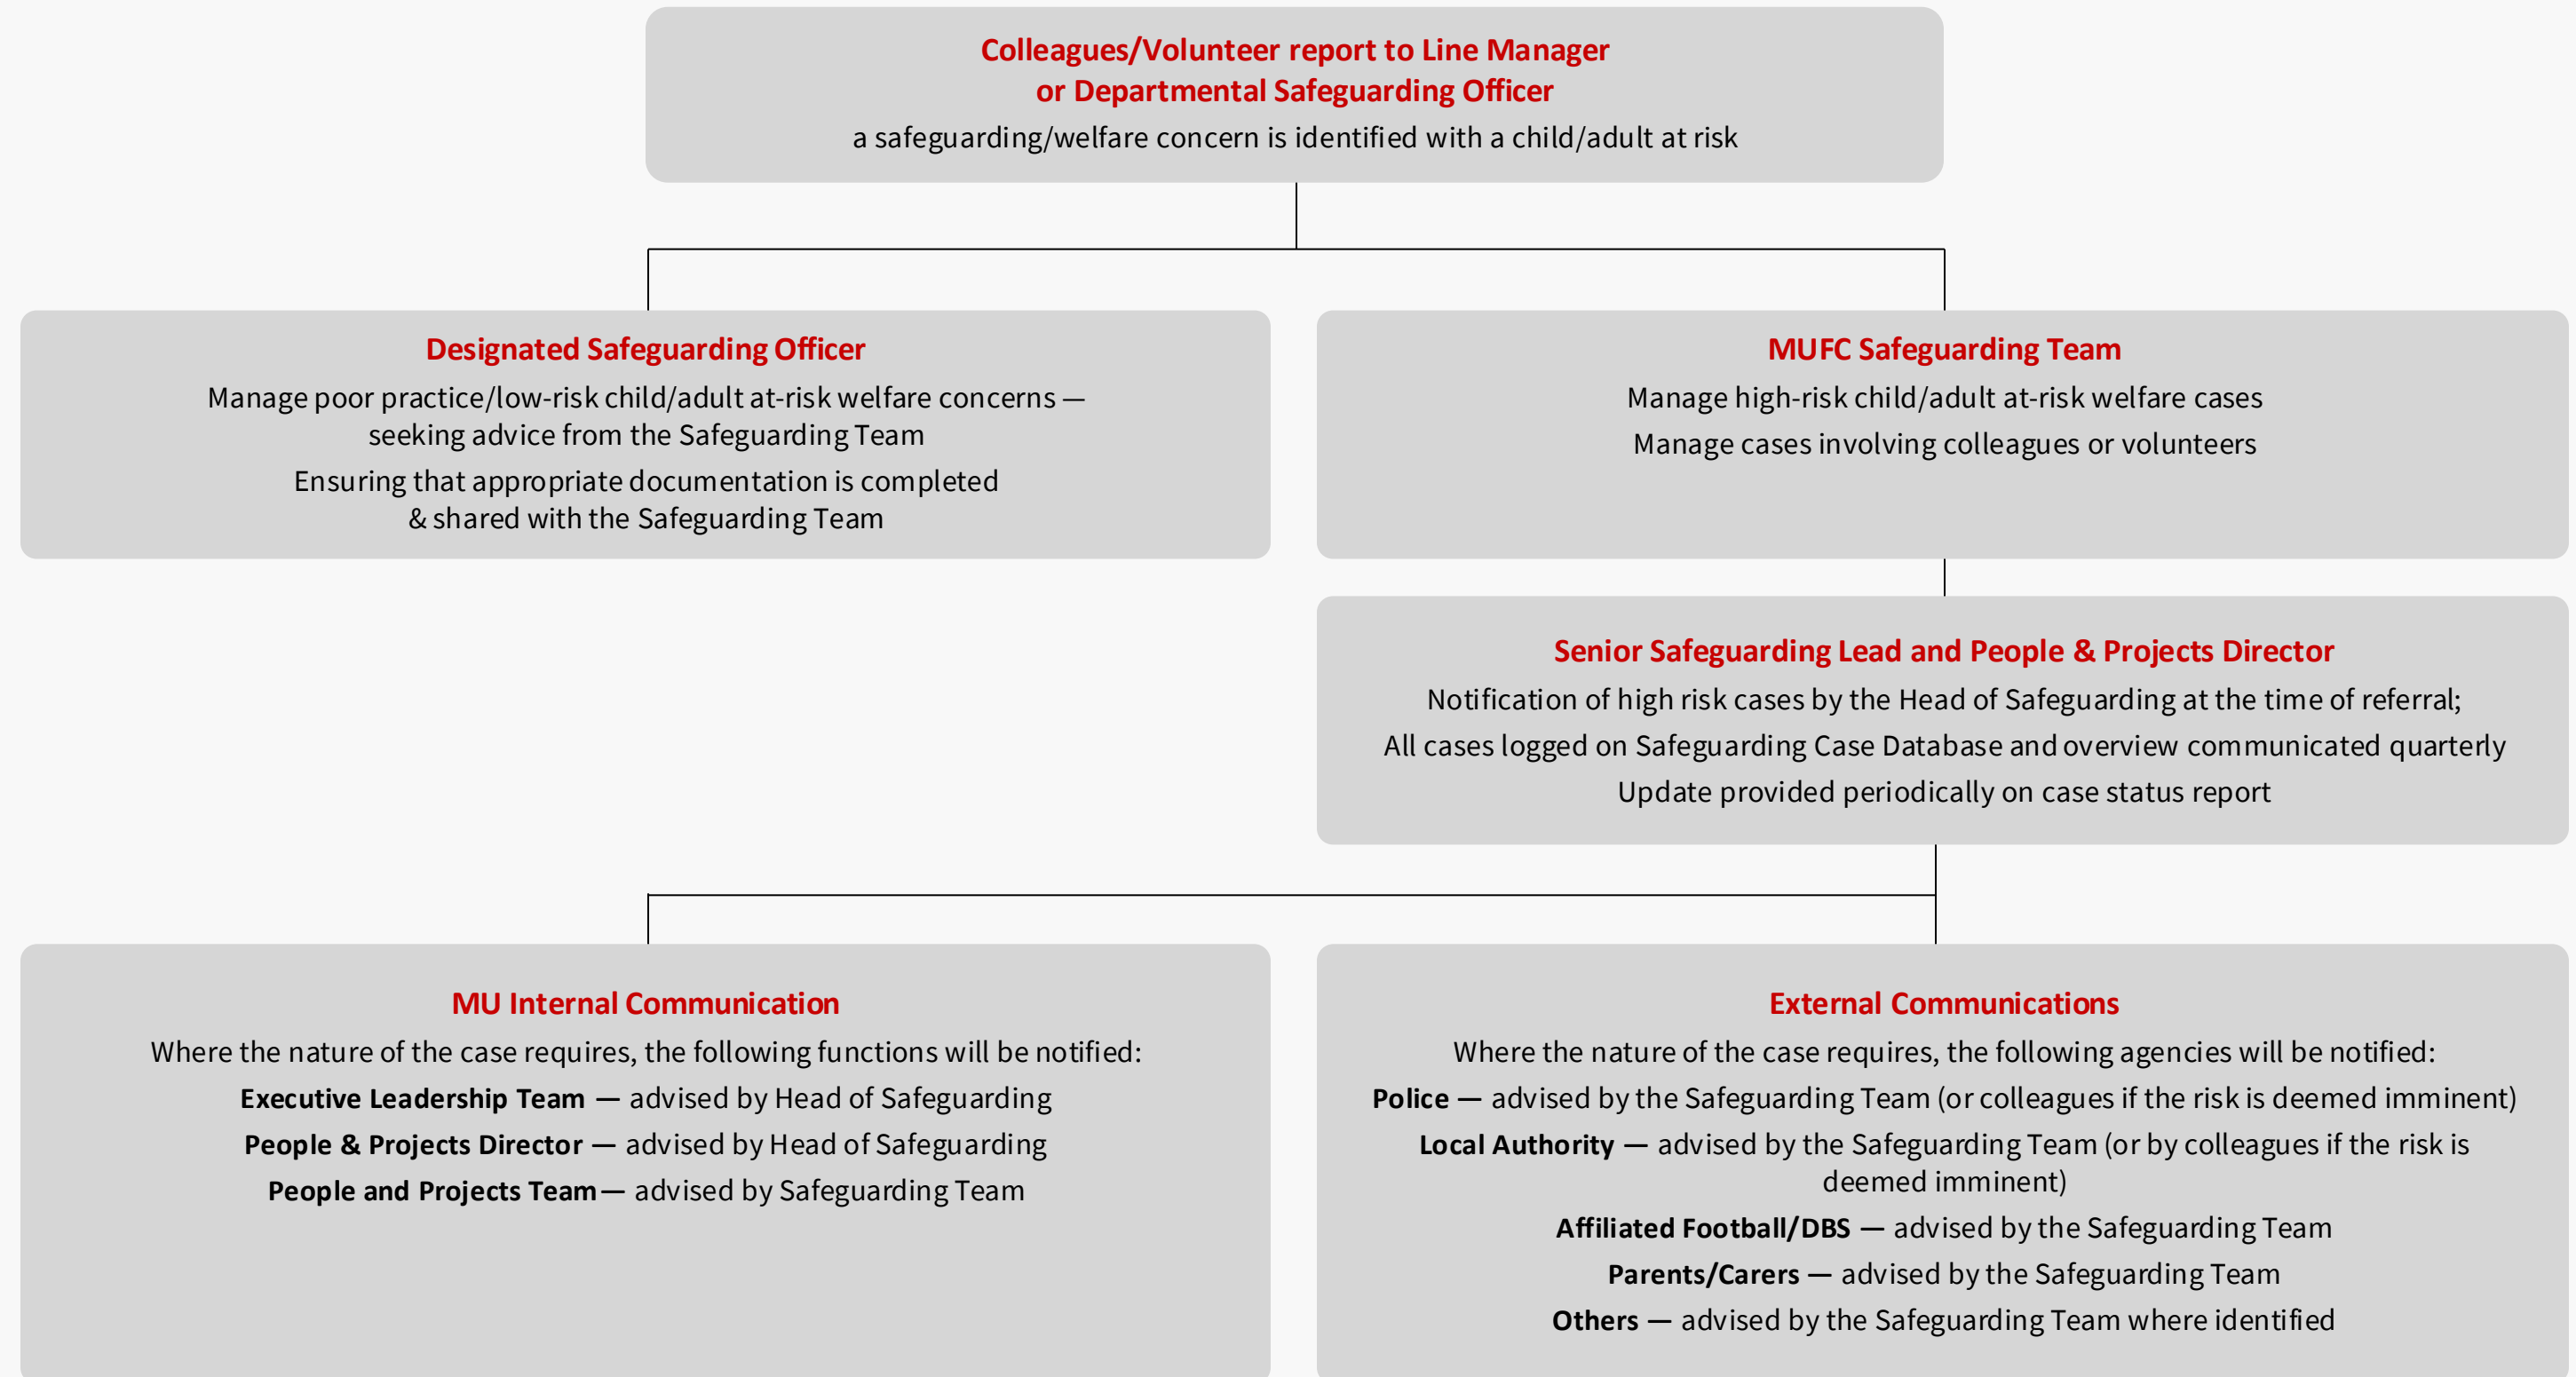 Colleagues/Volunteer report to Line Manager
or Departmental Safeguarding Officer
a safeguarding/welfare concern is identified with a child/adult at risk
Designated Safeguarding Officer
Manage poor practice/low-risk child/adult at-risk welfare concerns —
seeking advice from the Safeguarding Team
Ensuring that appropriate documentation is completed
& shared with the Safeguarding Team
MUFC Safeguarding Team
Manage high-risk child/adult at-risk welfare cases
Manage cases involving colleagues or volunteers
Senior Safeguarding Lead and People & Projects Director
Notification of high risk cases by the Head of Safeguarding at the time of referral;
All cases logged on Safeguarding Case Database and overview communicated quarterly
Update provided periodically on case status report
MU Internal Communication
Where the nature of the case requires, the following functions will be notified:
Executive Leadership Team — advised by Head of Safeguarding
People & Projects Director — advised by Head of Safeguarding
People and Projects Team— advised by Safeguarding Team
External Communications
Where the nature of the case requires, the following agencies will be notified:
Police — advised by the Safeguarding Team (or colleagues if the risk is deemed imminent)
Local Authority — advised by the Safeguarding Team (or by colleagues if the risk is
deemed imminent)
Affiliated Football/DBS — advised by the Safeguarding Team
Parents/Carers — advised by the Safeguarding Team
Others — advised by the Safeguarding Team where identified